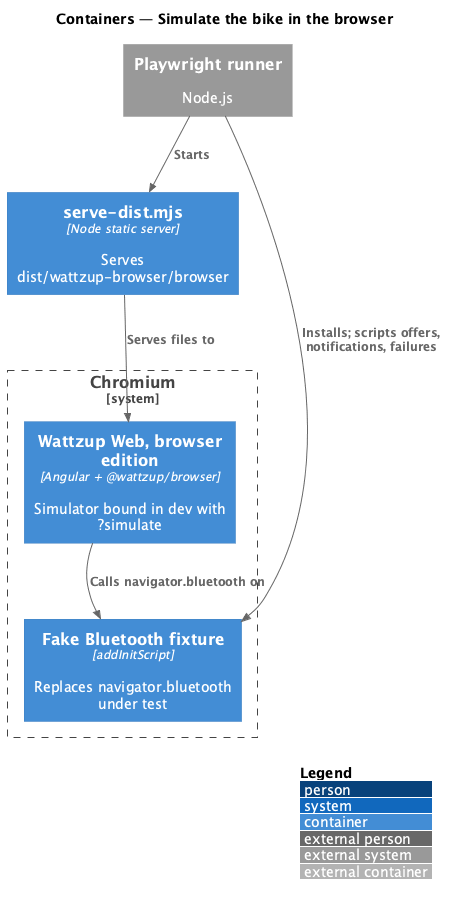 Containers — Simulate the bike in the browser
Playwright runner
Node.js
Starts
serve-dist.mjs
[Node static server]
Serves
dist/wattzup-browser/browser
Installs; scripts offers,
notifications, failures
Serves files to
Chromium
[system]
Wattzup Web, browser
edition
[Angular + @wattzup/browser]
Simulator bound in dev with
?simulate
Calls navigator.bluetooth on
Fake Bluetooth fixture
[addInitScript]
Replaces navigator.bluetooth
under test
Legend
person
system
container
external person
external system
external container